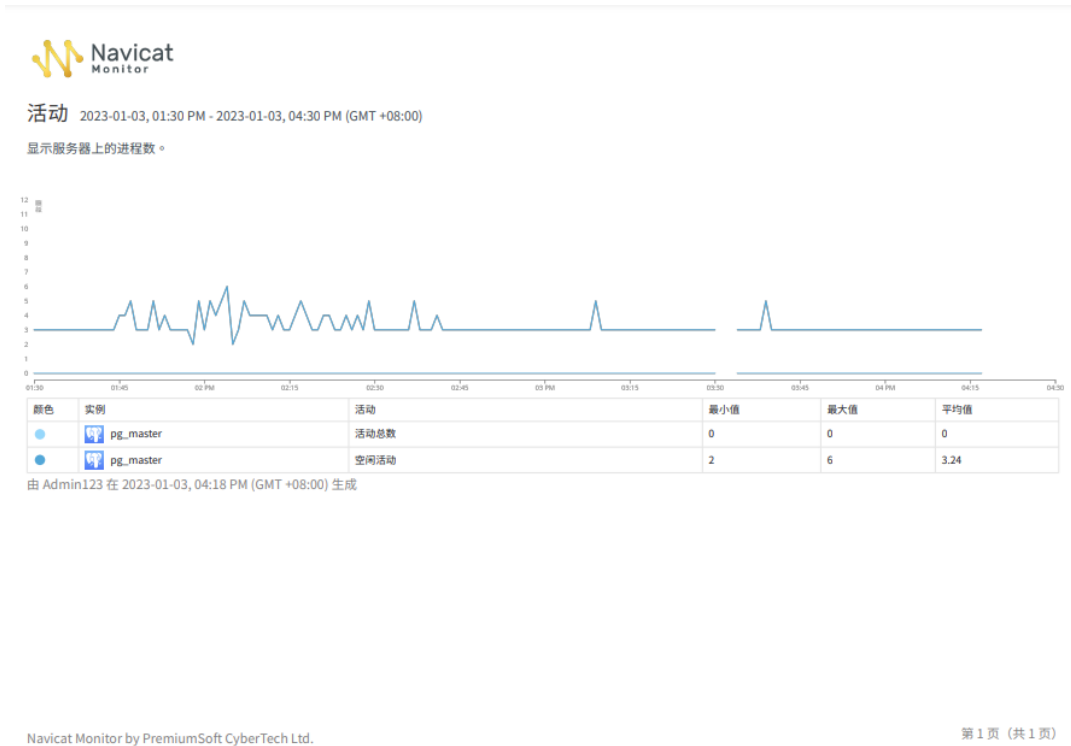 Navicat
Monitor
活动 2023-01-03, 01:30 PM - 2023-01-03, 04:30 PM (GMT +08:00)
显示服务器上的进程数。
12
11
10
9
8
7
6
5
4
3
2
1
0
01:30 01:45 02 PM 02:15 02:30 02:45 03 PM 03:15 03:30 03:45 04 PM 04:15 04:30
颜色 实例 活动 最小值 最大值 平均值
pg_master 活动总数 0 0 0
pg_master 空闲活动 2 6 3.24
由 Admin123 在 2023-01-03, 04:18 PM (GMT +08:00) 生成
Navicat Monitor by PremiumSoft CyberTech Ltd.
第 1 页（共 1 页）